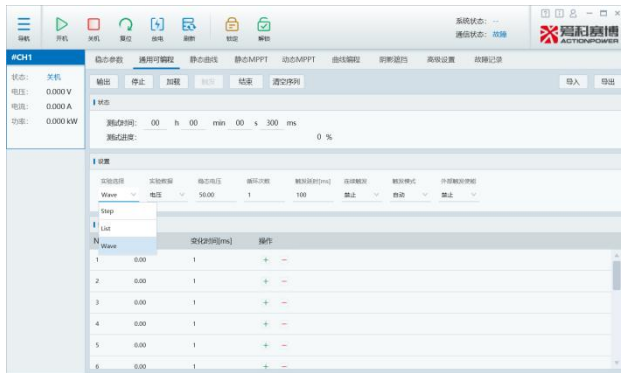 系统状态: --
通信状态: 故障
爱科赛博
ACTIONPOWER
导航 开机 关机 复位 刷新 锁定 解锁
#CH1
稳态参数 通用可编程 静态曲线 静态MPPT 动态MPPT 曲线编程 阴影遮挡 高级设置 故障记录
状态: 关机
电压: 0.000 V
电流: 0.000 A
功率: 0.000 kW
输出 停止 加载 触发 结束 清空序列 导入 导出
状态
测试时间: 00 h 00 min 00 s 300 ms
测试进度: 0 %
设置
实验选择 实验数据 稳态电压 循环次数 触发延时[ms] 连续触发 触发模式 外部触发使能
Wave 电压 50.00 1 100 禁止 自动 禁止
Step
List
Wave
N 变化时间[ms] 操作
1 0.00 1 + −
2 0.00 1 + −
3 0.00 1 + −
4 0.00 1 + −
5 0.00 1 + −
6 0.00 1 + −